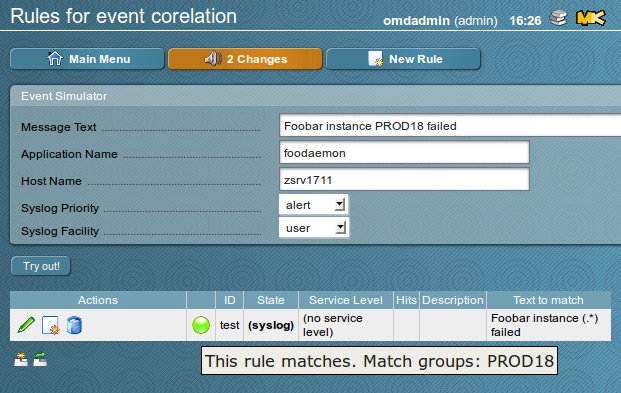 Rules for event corelation
omdadmin (admin) 16:26
Main Menu
2 Changes
New Rule
Event Simulator
Message Text
Foobar instance PROD18 failed
Application Name
foodaemon
Host Name
zsrv1711
Syslog Priority
alert
Syslog Facility
user
Try out!
Actions ID State Service Level Hits Description Text to match
test (syslog) (no service level) Foobar instance (.*) failed
This rule matches. Match groups: PROD18